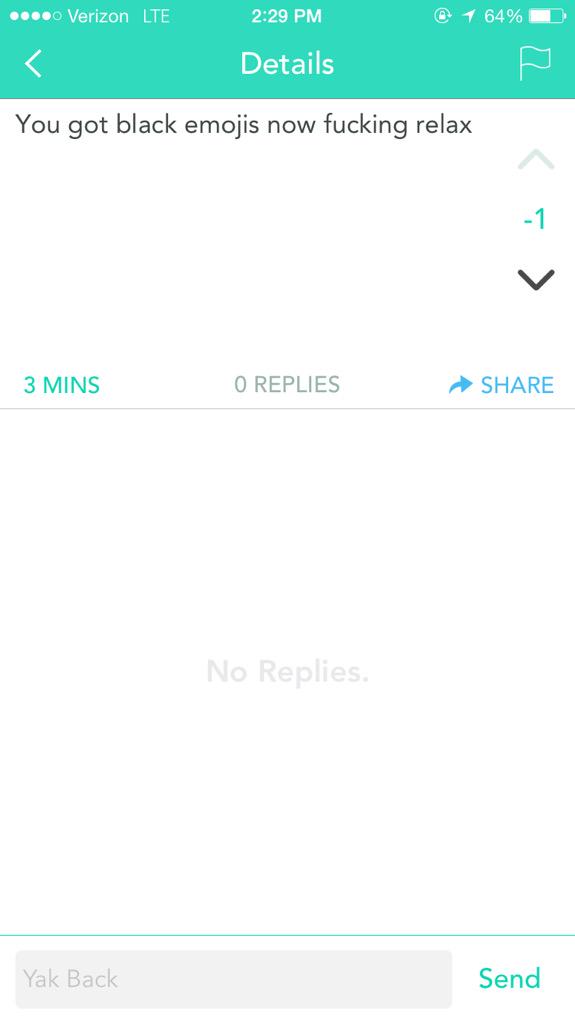 Verizon LTE 2:29 PM 64%
Details
You got black emojis now fucking relax
-1
3 MINS 0 REPLIES SHARE
No Replies.
Yak Back Send